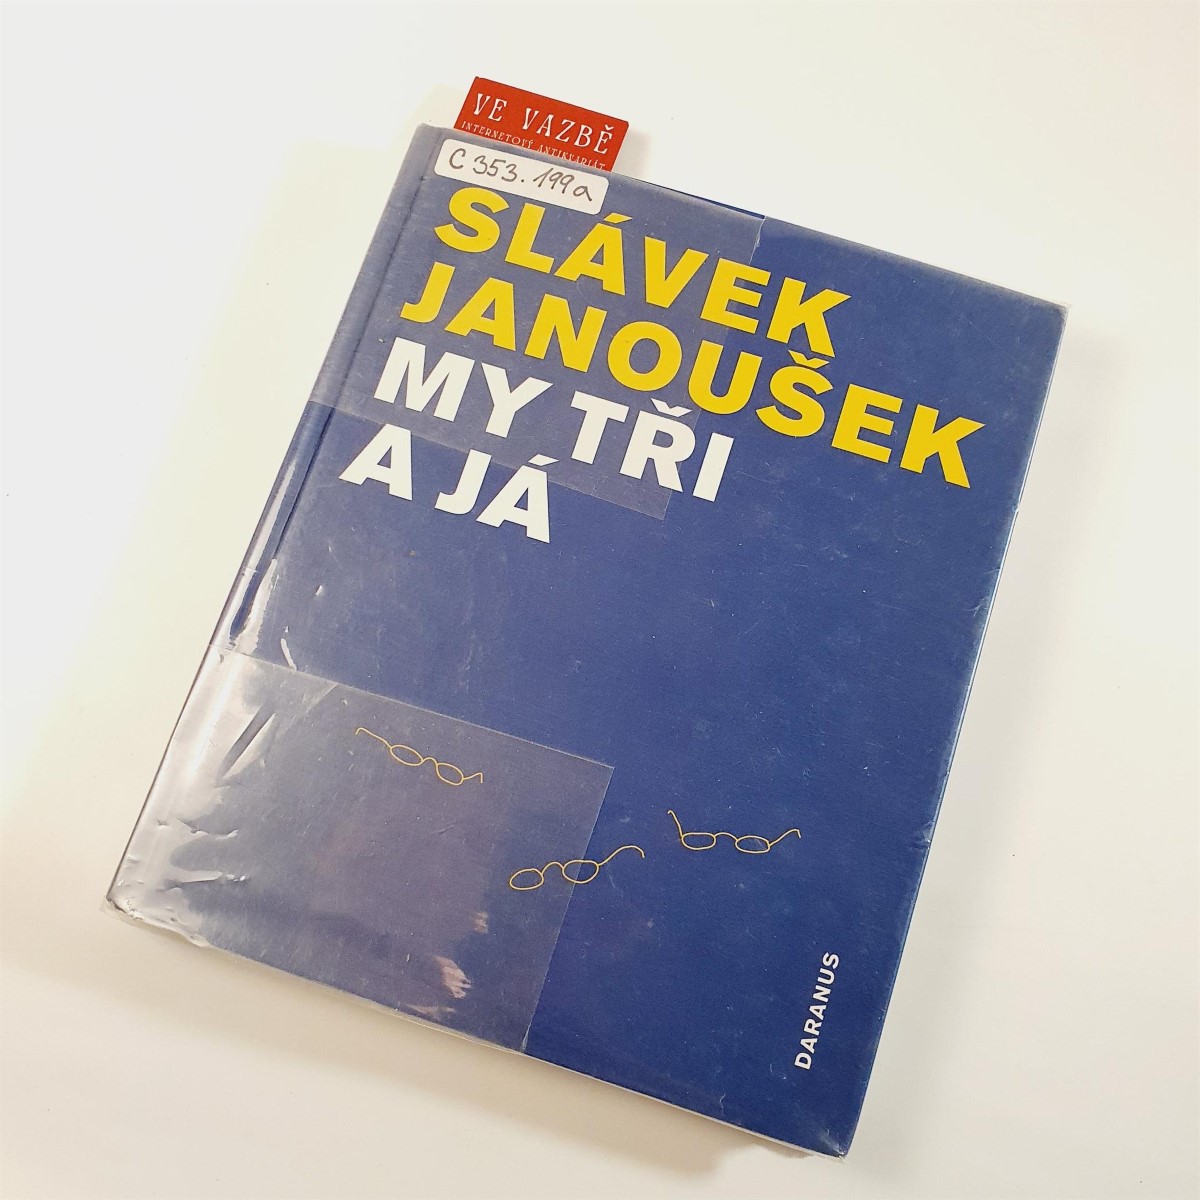 VE VAZBĚ
INTERNETOVÝ ANTIKVARIÁT
C 353.199a
SLÁVEK
JANOUŠEK
MY TŘI
A JÁ
DARANUS